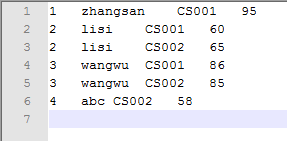 1 1 zhangsan CS001 95
2 2 lisi CS001 60
3 2 lisi CS002 65
4 3 wangwu CS001 86
5 3 wangwu CS002 85
6 4 abc CS002 58
7